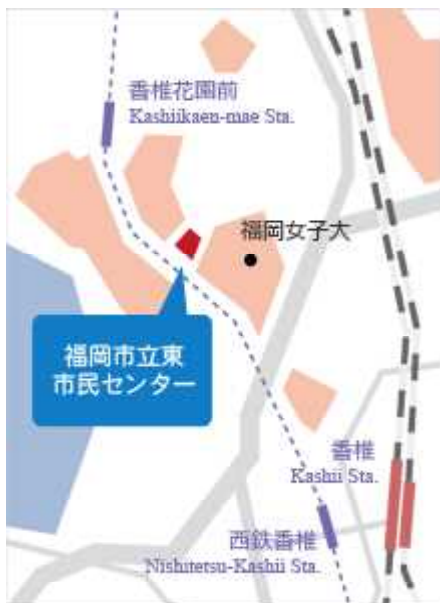 香椎花園前
Kashiikaen-mae Sta.
福岡女子大
福岡市立東
市民センター
香椎
Kashii Sta.
西鉄香椎
Nishitetsu-Kashii Sta.